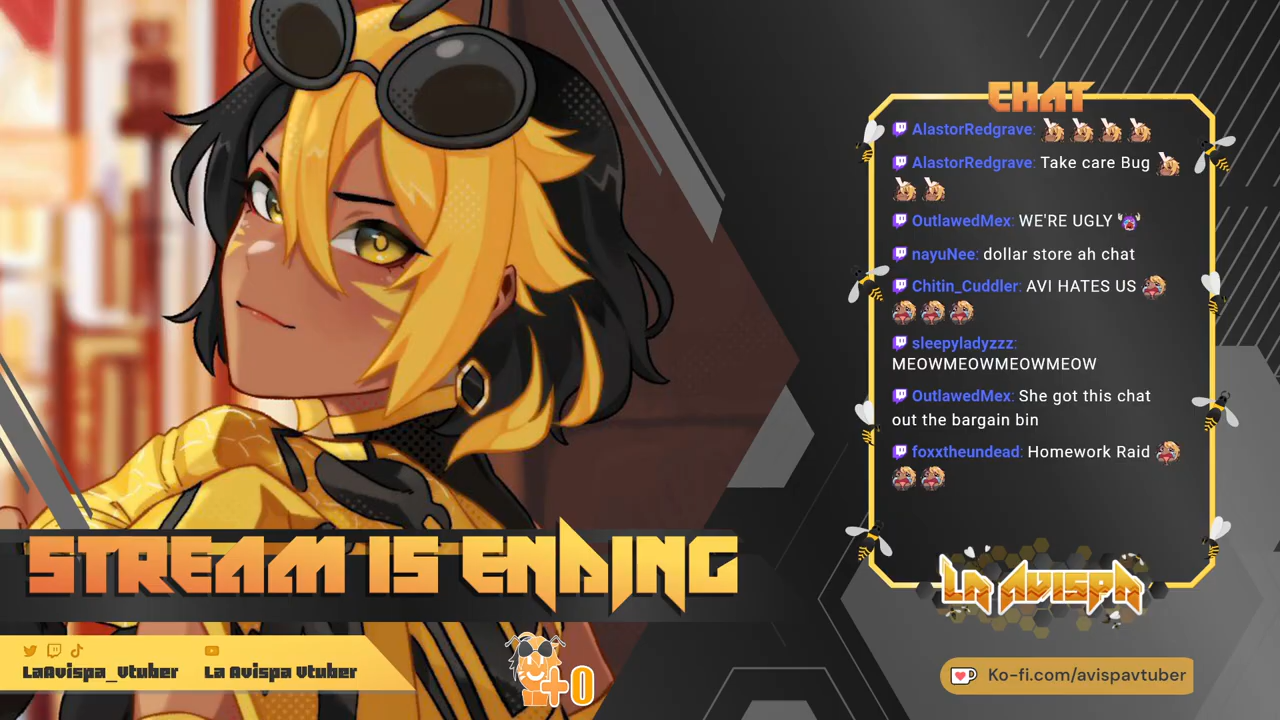 CHAT
AlastorRedgrave:
AlastorRedgrave: Take care Bug
OutlawedMex: WE'RE UGLY
nayuNee: dollar store ah chat
Chitin_Cuddler: AVI HATES US
sleepyladyzzz:
MEOWMEOWMEOWMEOW
OutlawedMex: She got this chat
out the bargain bin
foxxtheundead: Homework Raid
STREAM IS ENDING
LA AVISPA
LaAvispa_Vtuber La Avispa Vtuber
+0
Ko-fi.com/avispavtuber